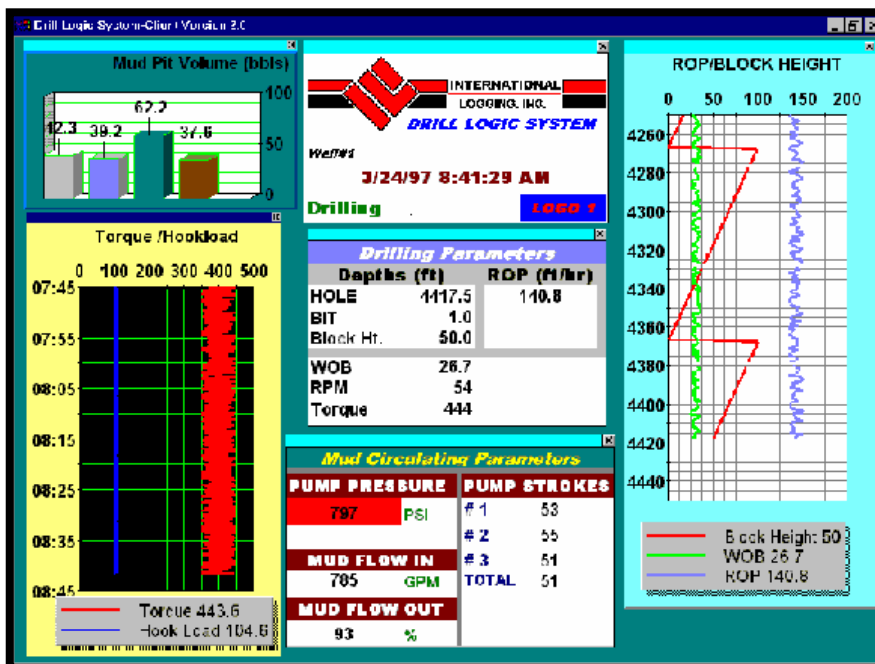 Drill Logic System-Client Version 2.0
Mud Pit Volume (bbls)
100
62.2
42.3
39.2
37.6
50
0
INTERNATIONAL
LOGGING, INC.
DRILL LOGIC SYSTEM
Well#1
3/24/97 8:41:29 AM
Drilling
LOGO 1
Torque /Hookload
0 100 200 300 400 500
07:45
07:55
08:05
08:15
08:25
08:35
08:45
Torque 443.6
Hook Load 104.6
Drilling Parameters
Depths (ft) ROP (ft/hr)
HOLE 4417.5 140.8
BIT 1.0
Block Ht. 50.0
WOB 26.7
RPM 54
Torque 444
Mud Circulating Parameters
PUMP PRESSURE PUMP STROKES
797 PSI
# 1 53
# 2 55
# 3 51
TOTAL 51
MUD FLOW IN
785 GPM
MUD FLOW OUT
93 %
ROP/BLOCK HEIGHT
0 50 100 150 200
4260
4280
4300
4320
4340
4360
4380
4400
4420
4440
Block Height 50
WOB 26.7
ROP 140.8